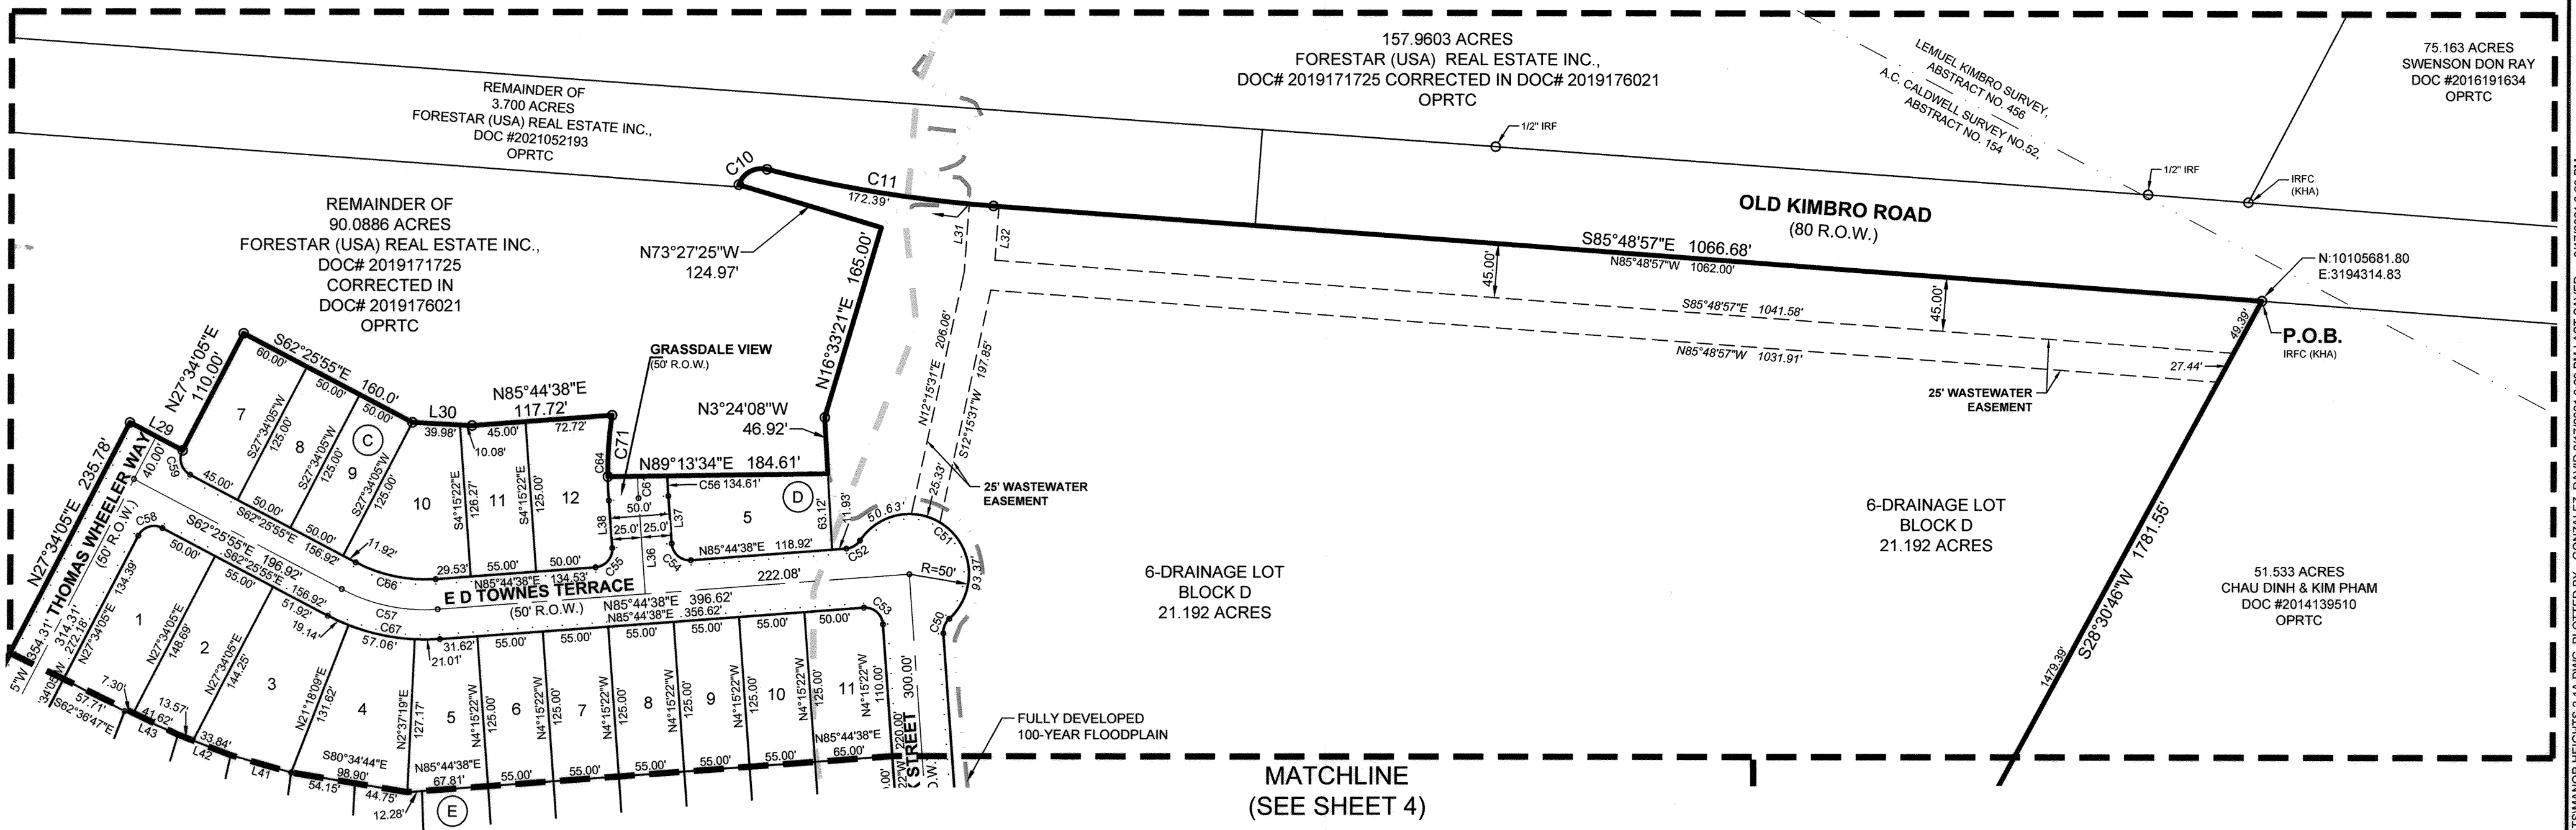 157.9603 ACRES
FORESTAR (USA) REAL ESTATE INC.,
DOC# 2019171725 CORRECTED IN DOC# 2019176021
OPRTC
LEMUEL KIMBRO SURVEY,
ABSTRACT NO. 456
A.C. CALDWELL SURVEY NO.52,
ABSTRACT NO. 154
75.163 ACRES
SWENSON DON RAY
DOC #2016191634
OPRTC
REMAINDER OF
3.700 ACRES
FORESTAR (USA) REAL ESTATE INC.,
DOC #2021052193
OPRTC
1/2" IRF
1/2" IRF
IRFC
(KHA)
C10
C11
172.39'
L31
L32
OLD KIMBRO ROAD
(80 R.O.W.)
S85°48'57"E 1066.68'
N85°48'57"W 1062.00'
45.00'
45.00'
S85°48'57"E 1041.58'
N85°48'57"W 1031.91'
N:10105681.80
E:3194314.83
P.O.B.
IRFC (KHA)
49.39'
27.44'
25' WASTEWATER
EASEMENT
REMAINDER OF
90.0886 ACRES
FORESTAR (USA) REAL ESTATE INC.,
DOC# 2019171725
CORRECTED IN
DOC# 2019176021
OPRTC
N73°27'25"W
124.97'
N16°33'21"E 165.00'
N12°15'31"E 206.06'
S12°15'31"W 197.85'
GRASSDALE VIEW
(50' R.O.W.)
N3°24'08"W
46.92'
N27°34'05"E
110.00'
S62°25'55"E 160.0'
60.00'
50.00'
50.00'
L30
N85°44'38"E
117.72'
39.98'
10.08'
45.00'
72.72'
C71
C64
N89°13'34"E 184.61'
C56 134.61'
D
5
63.12'
11.93'
50.63'
25.33'
25' WASTEWATER
EASEMENT
L29
40.00'
C59
7
S27°34'05"W
125.00'
8
C
S27°34'05"W
125.00'
9
S27°34'05"W
125.00'
10
S4°15'22"E
126.27'
11
S4°15'22"E
125.00'
12
L38
50.0'
25.0'
25.0'
L37
L36
C55
C54
N85°44'38"E 118.92'
C52
C51
93.37'
R=50'
C50
C53
N27°34'05"E 235.78'
THOMAS WHEELER WAY
(50' R.O.W.)
354.31'
314.31'
272.18'
N27°34'05"E 134.39'
C58
45.00'
50.00'
50.00'
S62°25'55"E 156.92'
11.92'
S62°25'55"E 196.92'
50.00'
55.00'
S62°25'55"E 156.92'
51.92'
19.14'
C66
C57
C67
57.06'
29.53'
55.00'
50.00'
N85°44'38"E 134.53'
E D TOWNES TERRACE
(50' R.O.W.)
222.08'
N85°44'38"E 396.62'
N85°44'38"E 356.62'
31.62'
21.01'
55.00'
55.00'
55.00'
55.00'
55.00'
50.00'
1
N27°34'05"E
148.69'
2
N27°34'05"E
144.25'
3
N21°18'09"E
131.62'
4
N2°37'19"E
127.17'
5
N4°15'22"W
125.00'
6
N4°15'22"W
125.00'
7
N4°15'22"W
125.00'
8
N4°15'22"W
125.00'
9
N4°15'22"W
125.00'
10
N4°15'22"W
125.00'
11
N4°15'22"W
110.00'
300.00'
220.00'
STREET
7.30'
57.71'
S62°36'47"E
41.62'
L43
13.57'
33.84'
L42
L41
S80°34'44"E
98.90'
54.15'
44.75'
12.28'
N85°44'38"E
67.81'
55.00'
55.00'
55.00'
55.00'
55.00'
N85°44'38"E
65.00'
E
FULLY DEVELOPED
100-YEAR FLOODPLAIN
6-DRAINAGE LOT
BLOCK D
21.192 ACRES
6-DRAINAGE LOT
BLOCK D
21.192 ACRES
S28°30'46"W 1781.55'
1479.39'
51.533 ACRES
CHAU DINH & KIM PHAM
DOC #2014139510
OPRTC
MATCHLINE
(SEE SHEET 4)